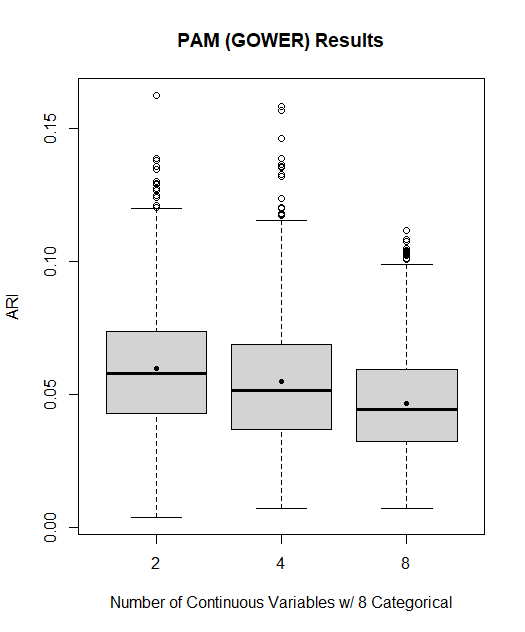 PAM (GOWER) Results
0.15
0.10
0.05
0.00
ARI
2 4 8
Number of Continuous Variables w/ 8 Categorical